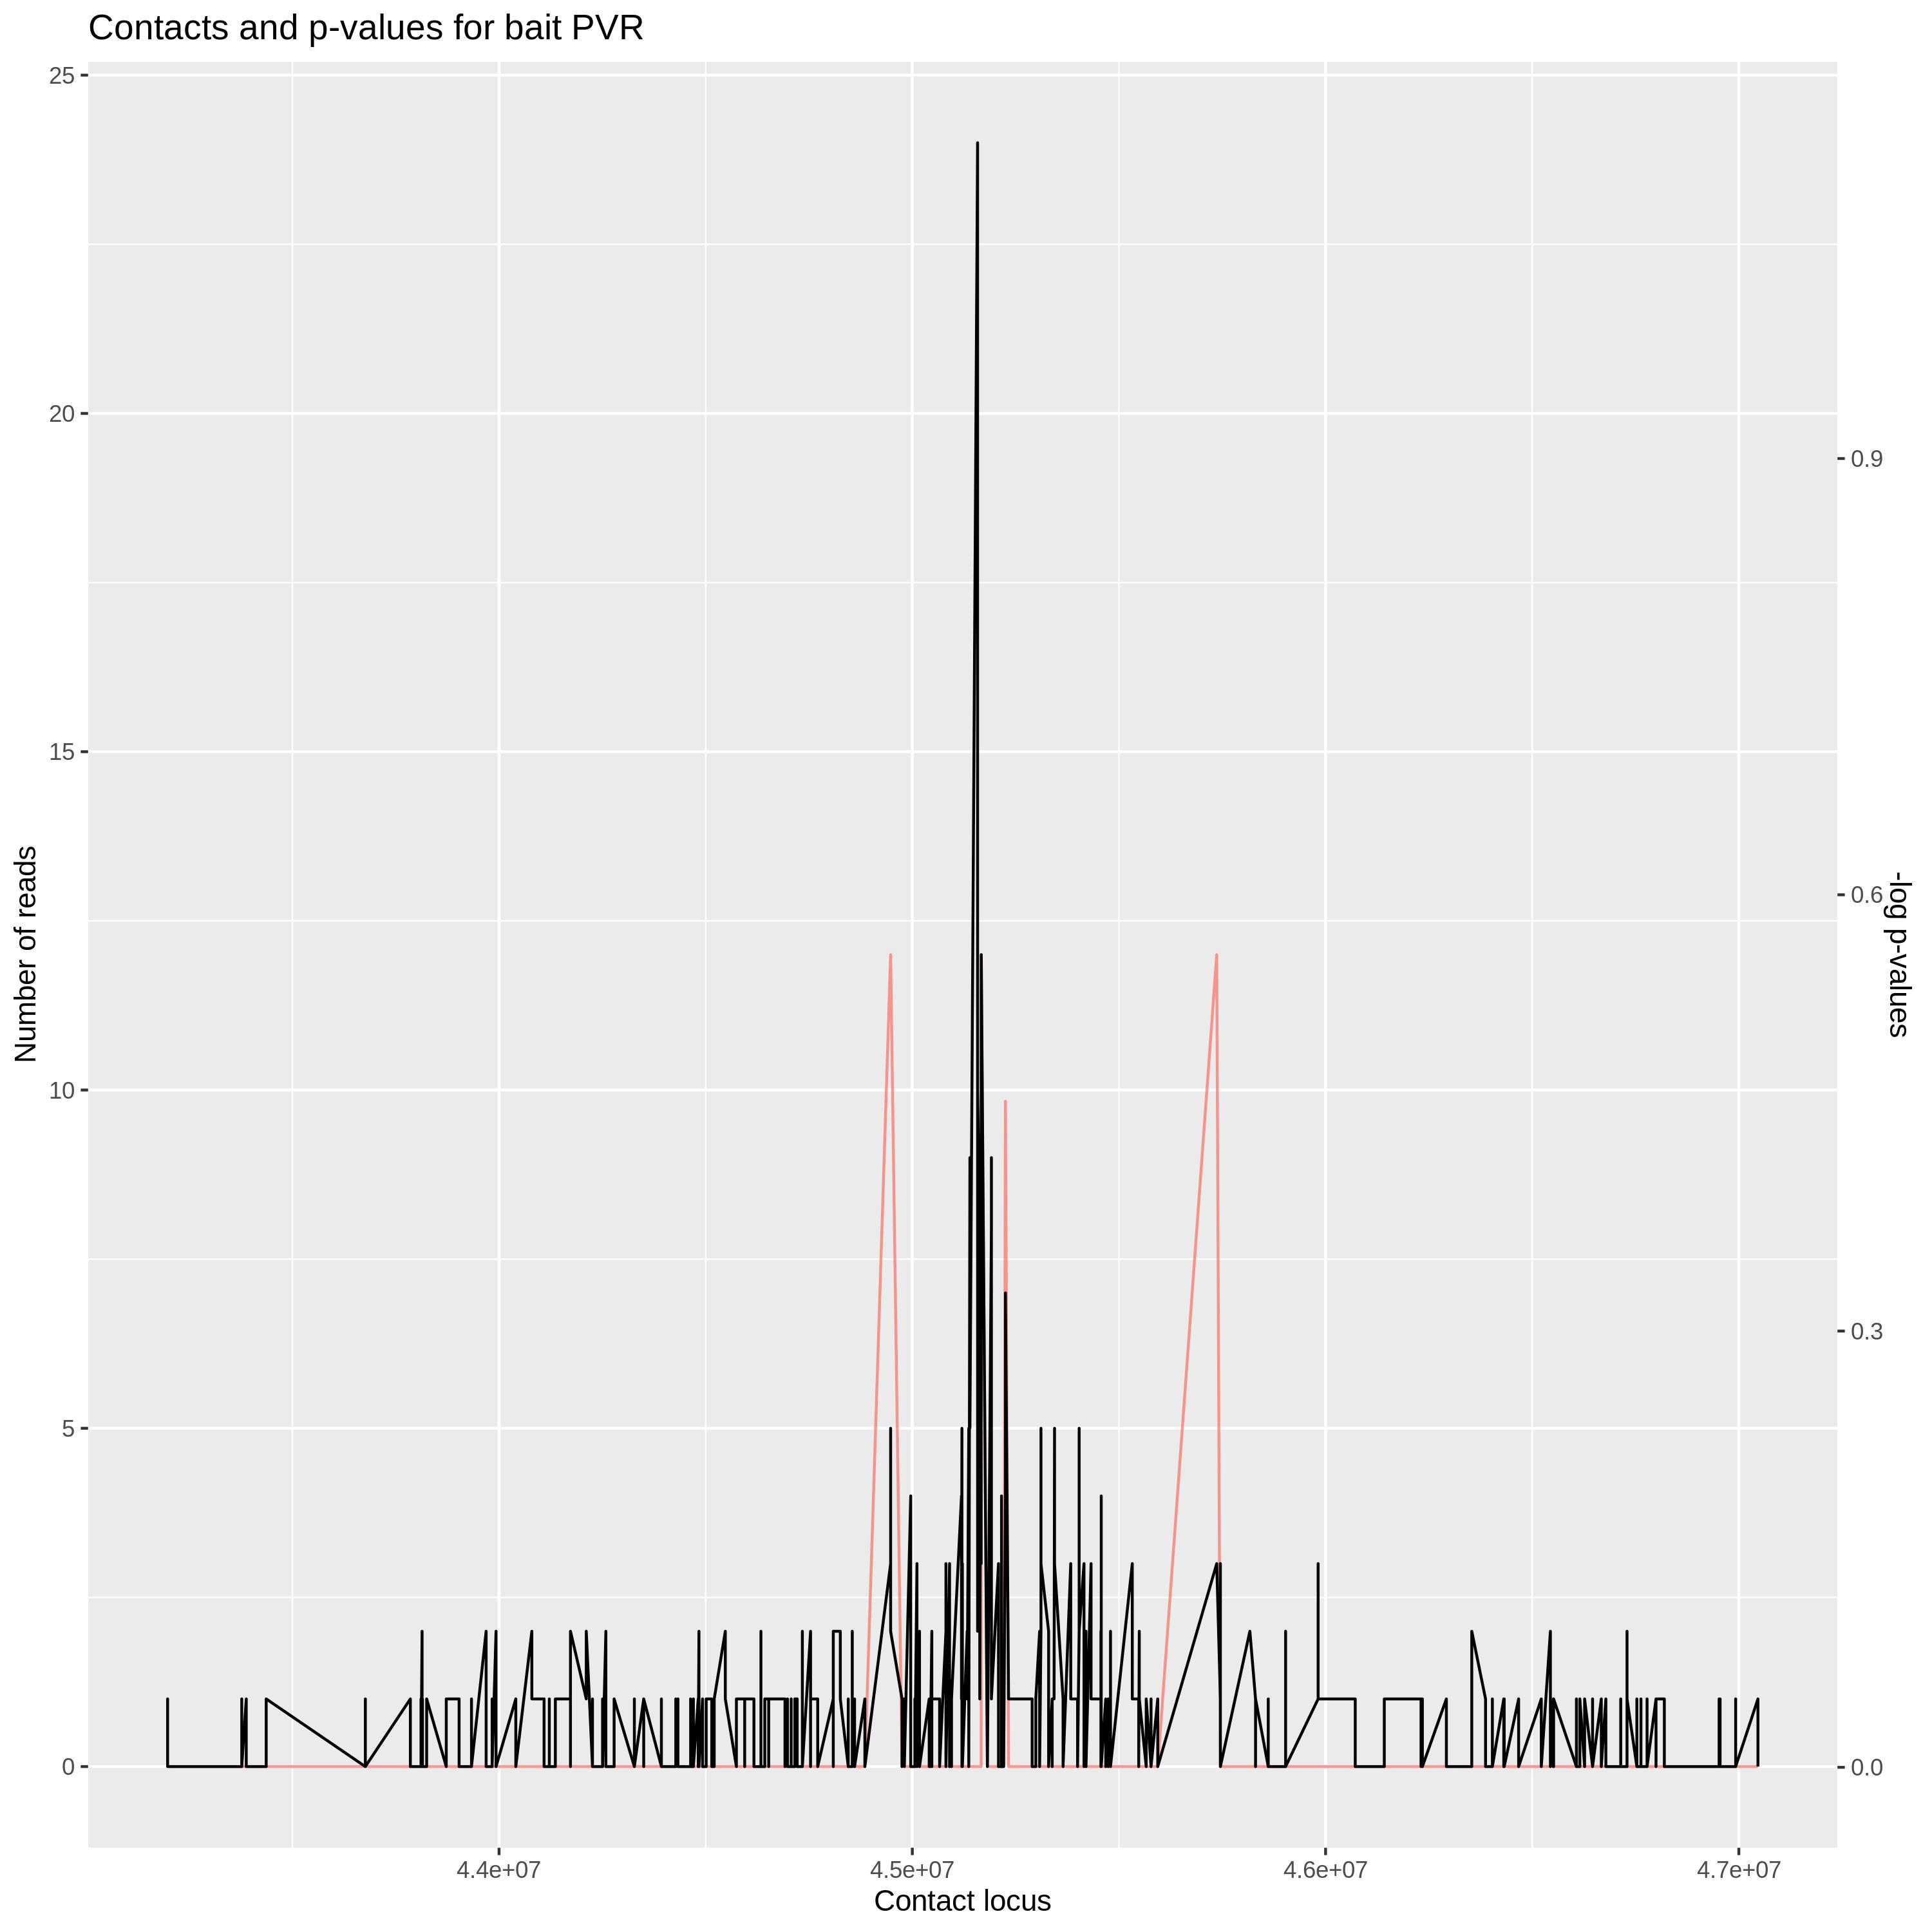 Contacts and p-values for bait PVR
25
20
15
10
5
0
Number of reads
0.9
0.6
0.3
0.0
-log p-values
4.4e+07
4.5e+07
4.6e+07
4.7e+07
Contact locus